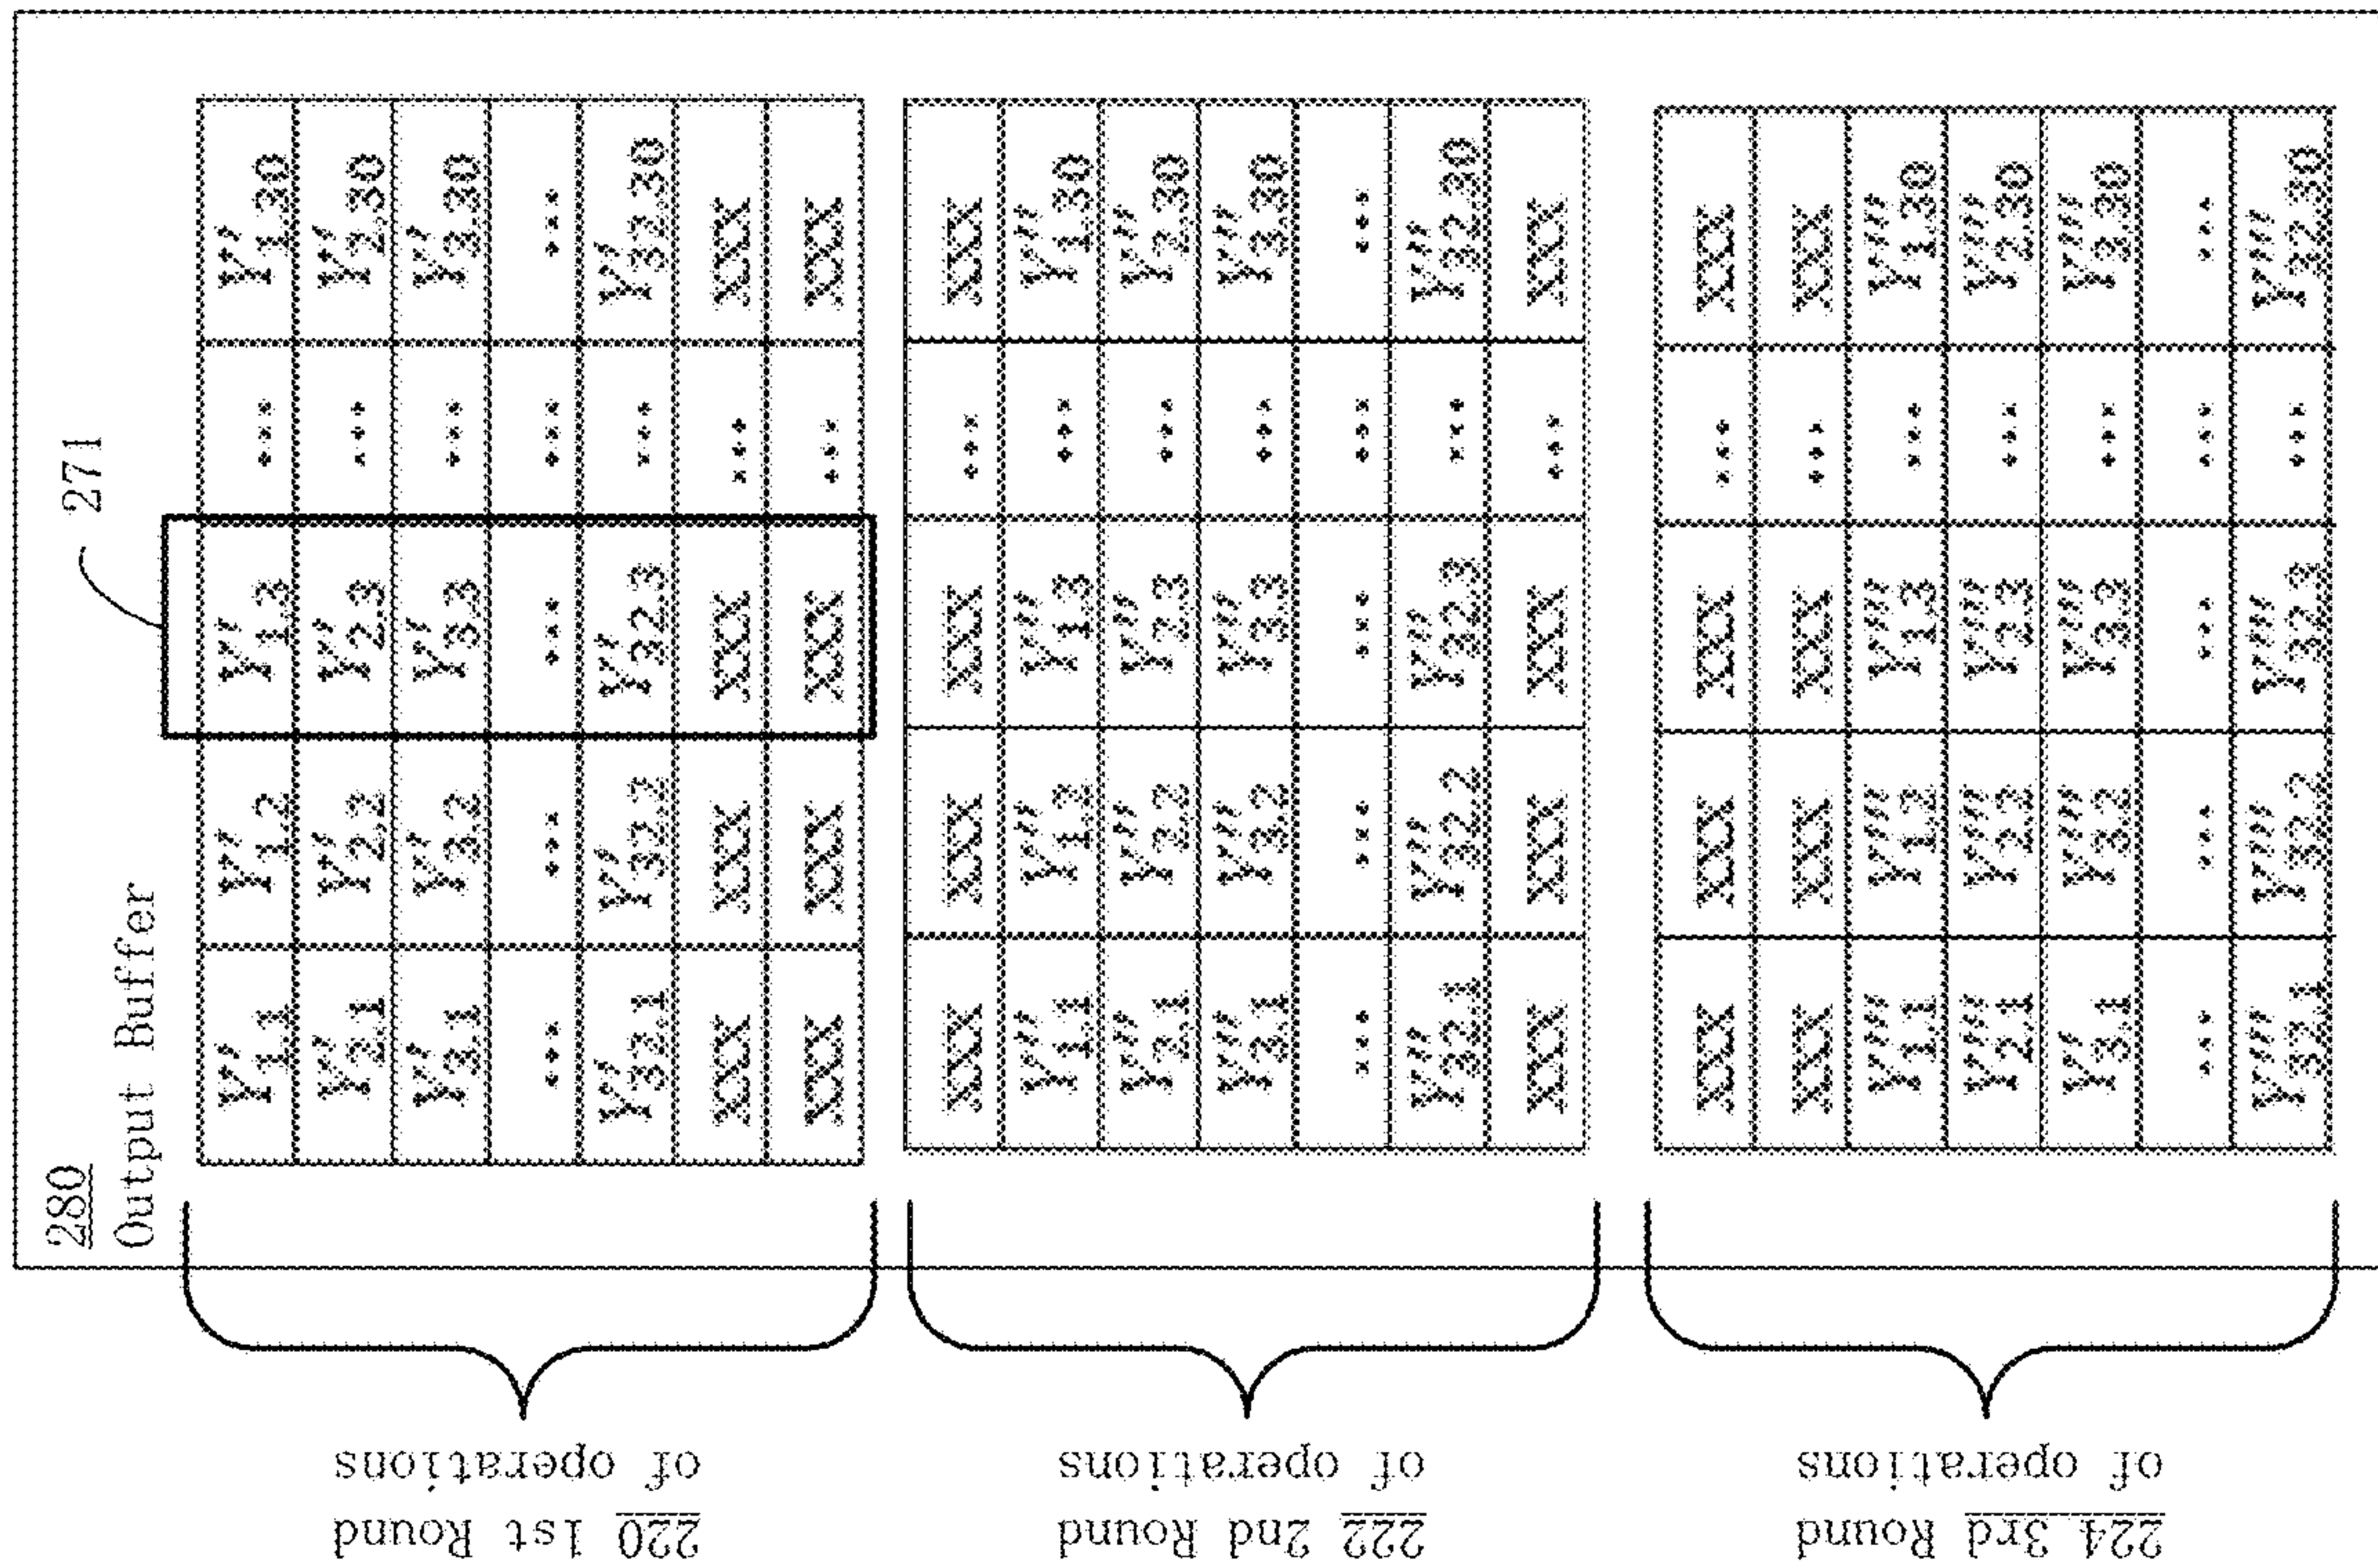 280
Output Buffer
271
220 1st Round
of operations
Y'1.1 Y'1.2 Y'1.3 ... Y'1.30
Y'2.1 Y'2.2 Y'2.3 ... Y'2.30
Y'3.1 Y'3.2 Y'3.3 ... Y'3.30
... ... ... ... ...
Y'32.1 Y'32.2 Y'32.3 ... Y'32.30
XXX XXX XXX ... XXX
XXX XXX XXX ... XXX
222 2nd Round
of operations
XXX XXX XXX ... XXX
Y''1.1 Y''1.2 Y''1.3 ... Y''1.30
Y''2.1 Y''2.2 Y''2.3 ... Y''2.30
Y''3.1 Y''3.2 Y''3.3 ... Y''3.30
... ... ... ... ...
Y''32.1 Y''32.2 Y''32.3 ... Y''32.30
XXX XXX XXX ... XXX
224 3rd Round
of operations
XXX XXX XXX ... XXX
XXX XXX XXX ... XXX
Y'''1.1 Y'''1.2 Y'''1.3 ... Y'''1.30
Y'''2.1 Y'''2.2 Y'''2.3 ... Y'''2.30
Y'3.1 Y'''3.2 Y'''3.3 ... Y'''3.30
... ... ... ... ...
Y'''32.1 Y'''32.2 Y'''32.3 ... Y'''32.30